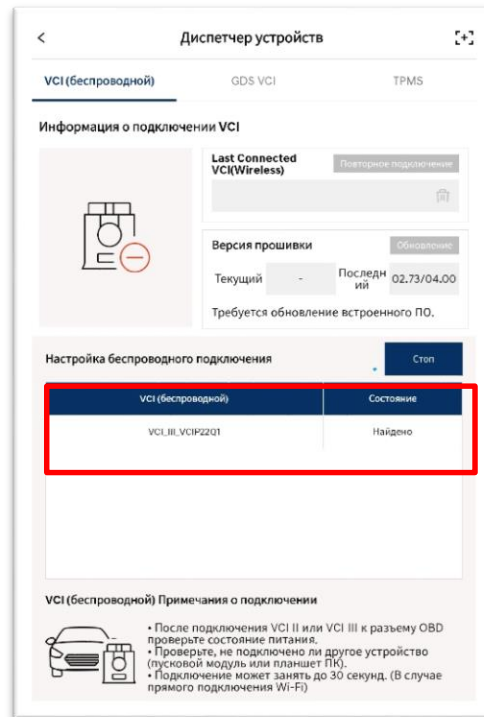 Диспетчер устройств
VCI (беспроводной) GDS VCI TPMS
Информация о подключении VCI
Last Connected
VCI(Wireless)
Повторное подключение
Версия прошивки
Обновление
Текущий - Последн
ий 02.73/04.00
Требуется обновление встроенного ПО.
Настройка беспроводного подключения Стоп
VCI (беспроводной) Состояние
VCI_III_VCIP22Q1 Найдено
VCI (беспроводной) Примечания о подключении
• После подключения VCI II или VCI III к разъему OBD
проверьте состояние питания.
• Проверьте, не подключено ли другое устройство
(пусковой модуль или планшет ПК).
• Подключение может занять до 30 секунд. (В случае
прямого подключения Wi-Fi)